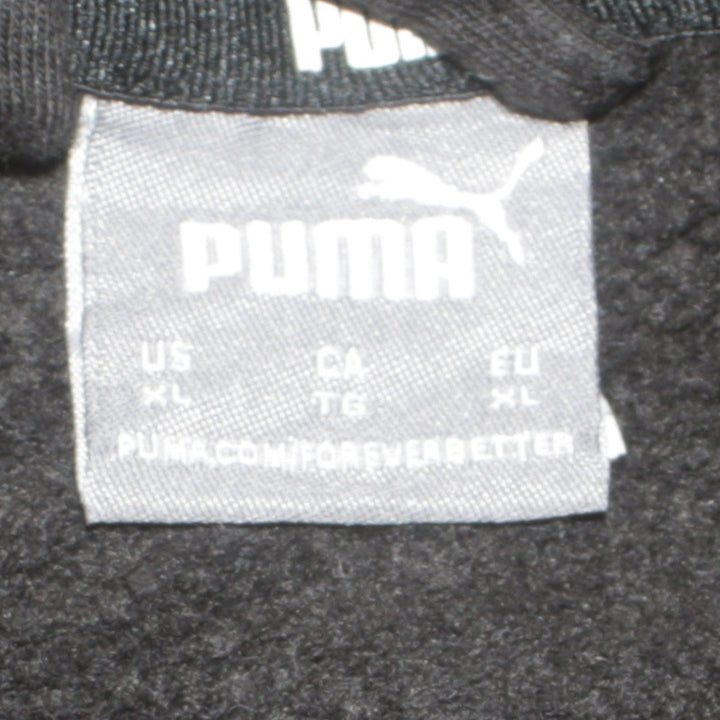 PUMA
PUMA
US CA EU
XL TG XL
PUMA.COM/FOREVERBETTER